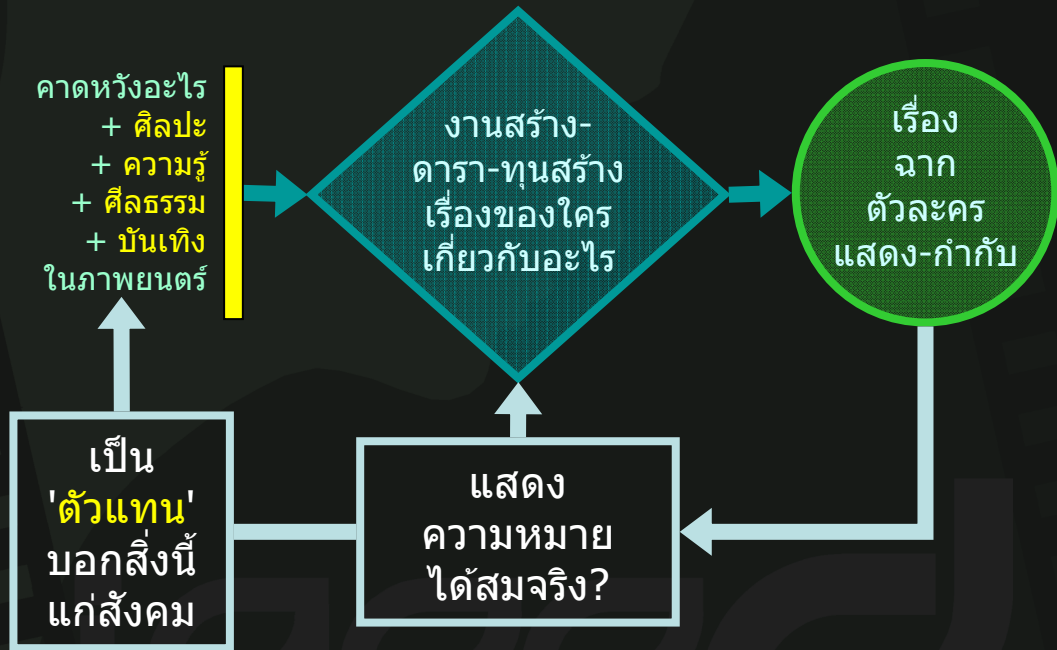 คาดหวังอะไร
+ ศิลปะ
+ ความรู้
+ ศีลธรรม
+ บันเทิง
ในภาพยนตร์
งานสร้าง-
ดารา-ทุนสร้าง
เรื่องของใคร
เกี่ยวกับอะไร
เรื่อง
ฉาก
ตัวละคร
แสดง-กำกับ
แสดง
ความหมาย
ได้สมจริง?
เป็น
'ตัวแทน'
บอกสิ่งนี้
แก่สังคม